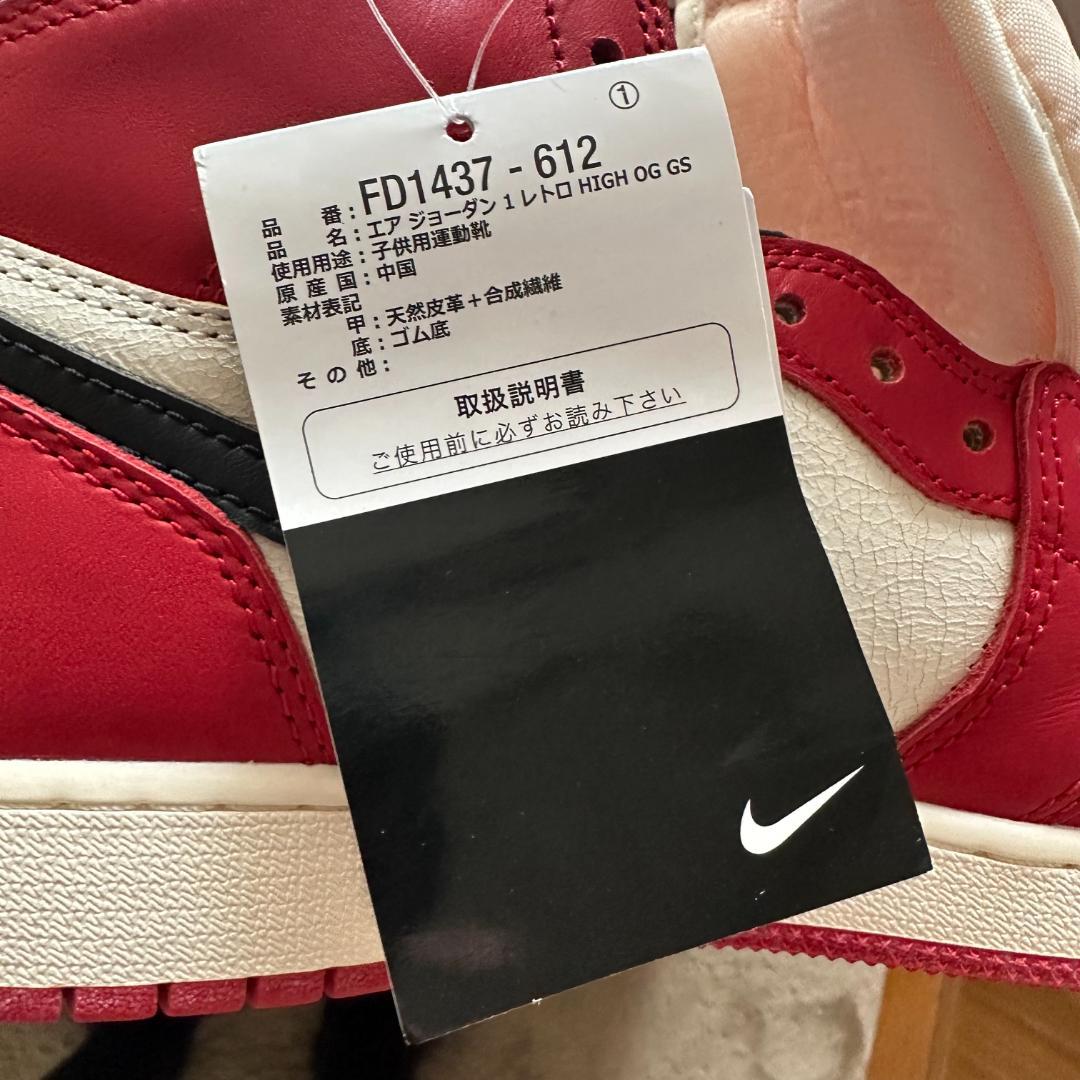 ①
品 番：FD1437 - 612
品 名：エア ジョーダン 1 レトロ HIGH OG GS
使用用途：子供用運動靴
原 産 国：中国
素材表記
甲：天然皮革＋合成繊維
底：ゴム底
そ の 他：
取扱説明書
ご使用前に必ずお読み下さい